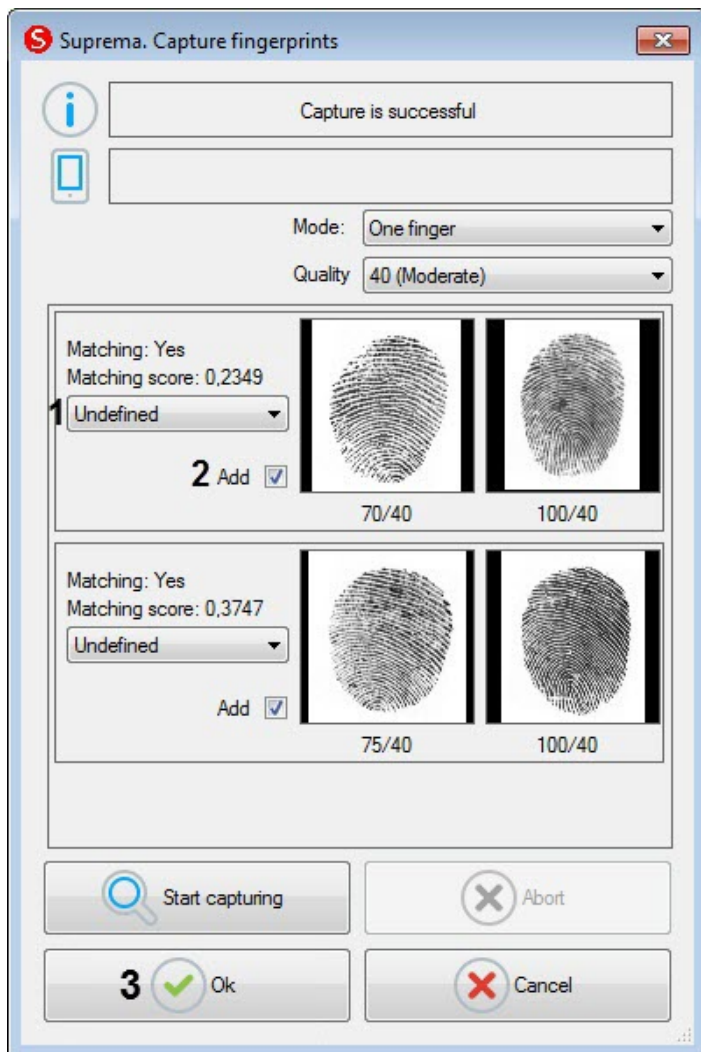 S Suprema. Capture fingerprints
i Capture is successful
Mode: One finger
Quality 40 (Moderate)
Matching: Yes
Matching score: 0,2349
1 Undefined
2 Add
70/40 100/40
Matching: Yes
Matching score: 0,3747
Undefined
Add
75/40 100/40
Start capturing Abort
3 Ok Cancel